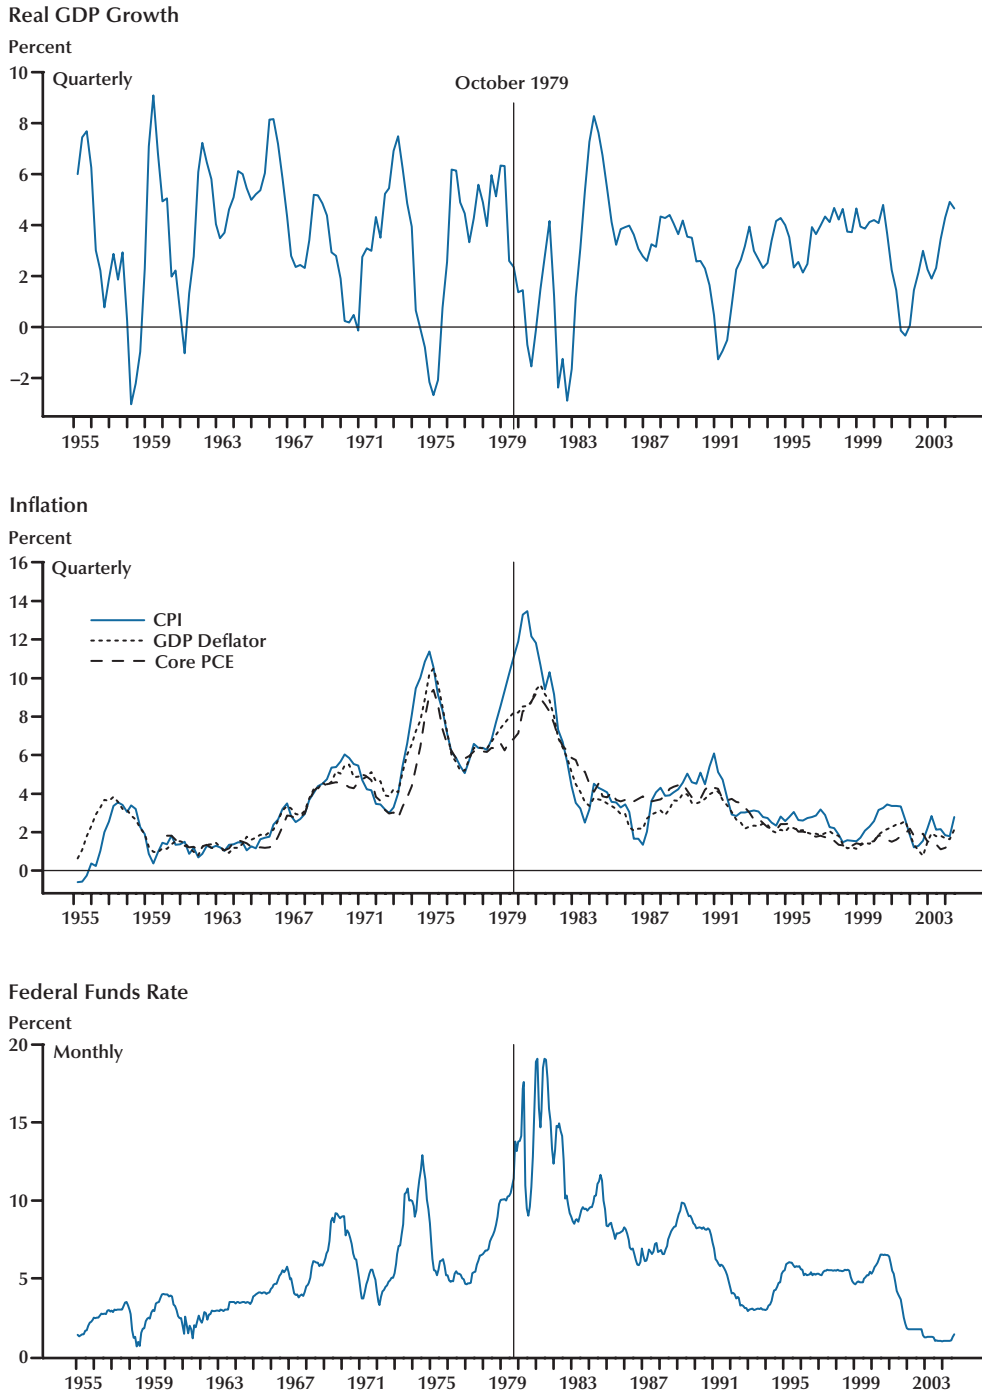 Real GDP Growth
Percent
10 Quarterly
October 1979
8
6
4
2
0
–2
1955 1959 1963 1967 1971 1975 1979 1983 1987 1991 1995 1999 2003
Inflation
Percent
16 Quarterly
14
12
10
8
6
4
2
0
CPI
GDP Deflator
Core PCE
1955 1959 1963 1967 1971 1975 1979 1983 1987 1991 1995 1999 2003
Federal Funds Rate
Percent
20 Monthly
15
10
5
0
1955 1959 1963 1967 1971 1975 1979 1983 1987 1991 1995 1999 2003